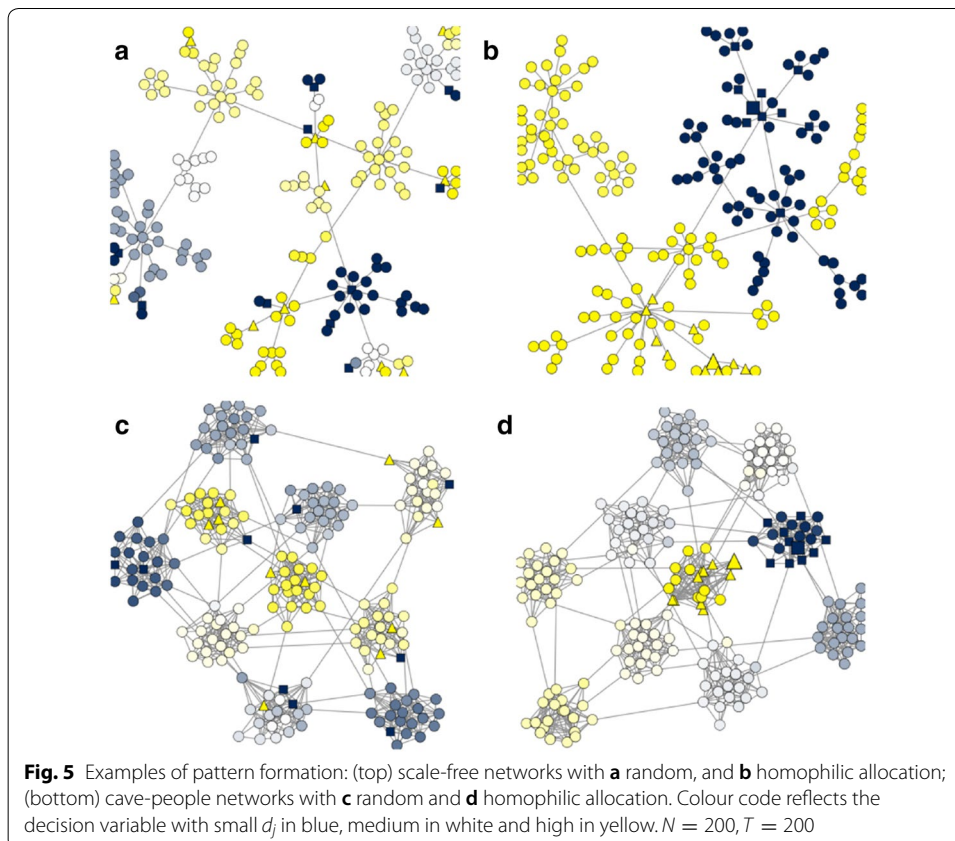 a
b
c
d
Fig. 5 Examples of pattern formation: (top) scale-free networks with a random, and b homophilic allocation;
(bottom) cave-people networks with c random and d homophilic allocation. Colour code reflects the
decision variable with small dj in blue, medium in white and high in yellow. N = 200, T = 200